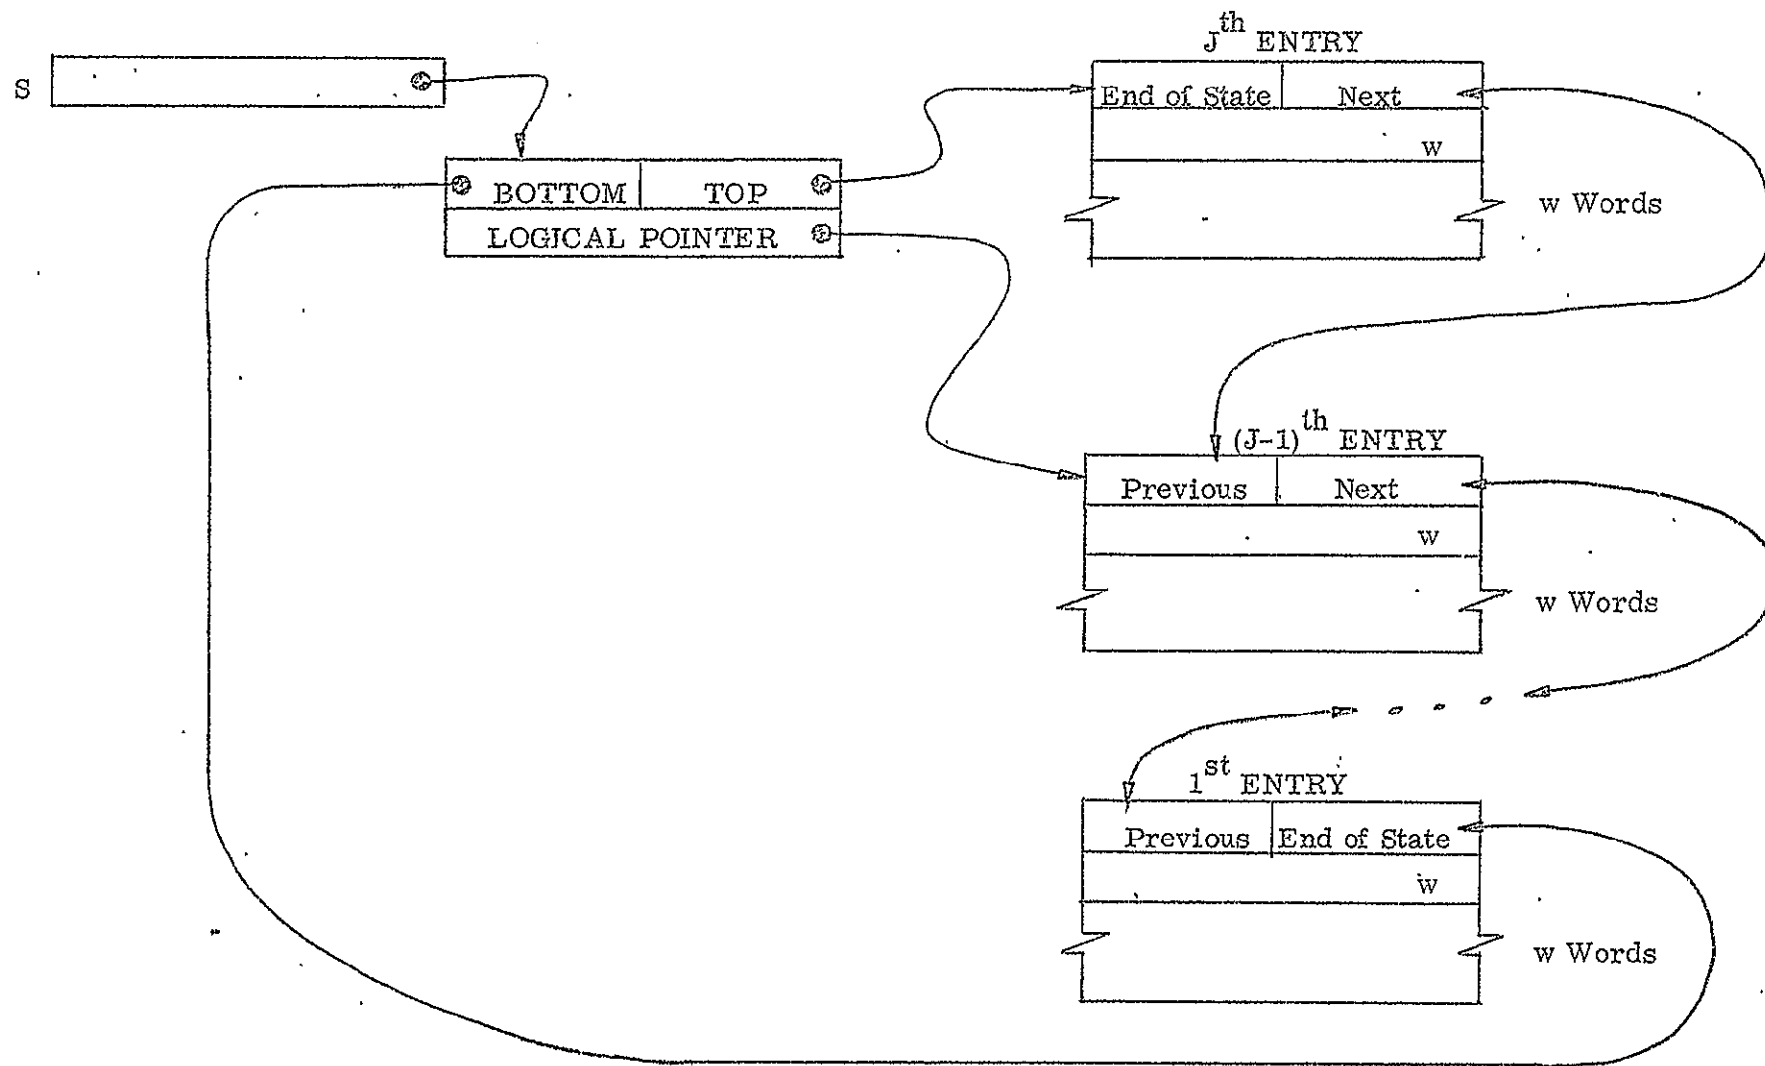 S
BOTTOM TOP
LOGICAL POINTER
Jth ENTRY
End of State Next
w
w Words
(J-1)th ENTRY
Previous Next
w
w Words
1st ENTRY
Previous End of State
w
w Words